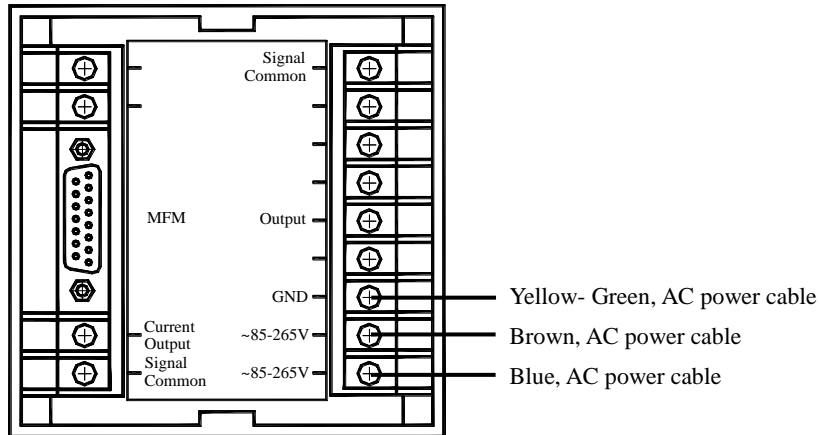 Signal
Common
MFM
Output
GND
Yellow- Green, AC power cable
Current
Output
~85-265V
Brown, AC power cable
Signal
Common
~85-265V
Blue, AC power cable